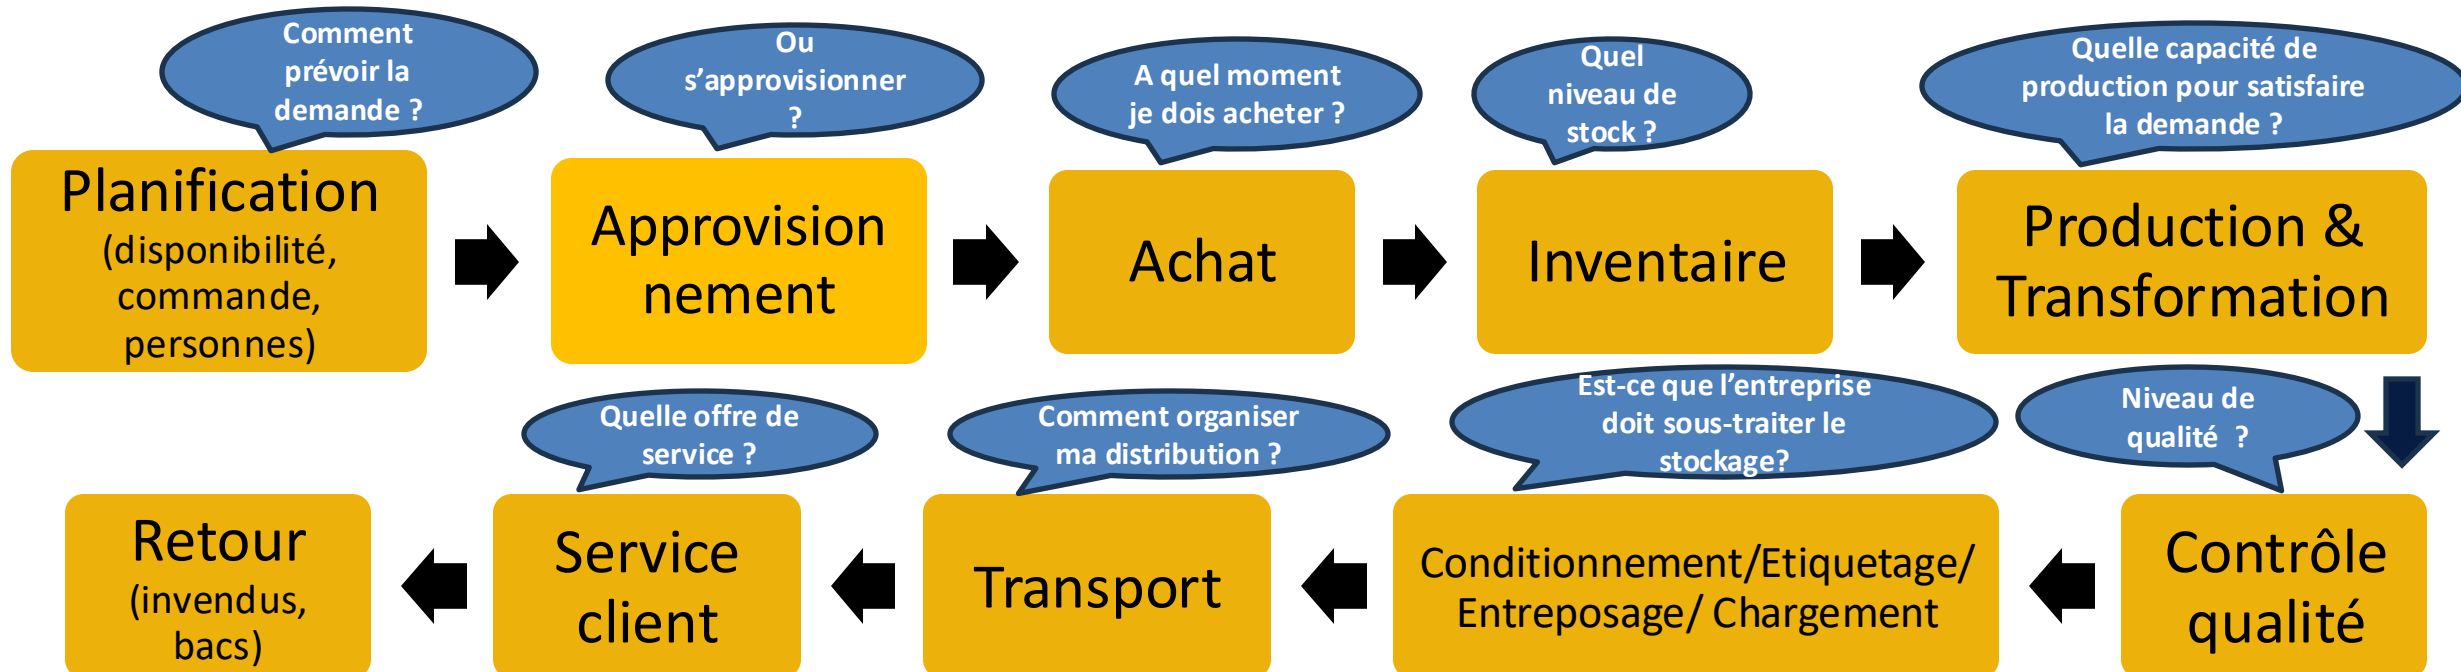 Comment
prévoir la
demande ?
Ou
s'approvisionner
?
A quel moment
je dois acheter ?
Quel
niveau de
stock ?
Quelle capacité de
production pour satisfaire
la demande ?
Planification
(disponibilité,
commande,
personnes)
Approvision
nement
Achat
Inventaire
Production &
Transformation
Quelle offre de
service ?
Comment organiser
ma distribution ?
Est-ce que l'entreprise
doit sous-traiter le
stockage?
Niveau de
qualité  ?
Retour
(invendus,
bacs)
Service
client
Transport
Conditionnement/Etiquetage/
Entreposage/ Chargement
Contrôle
qualité